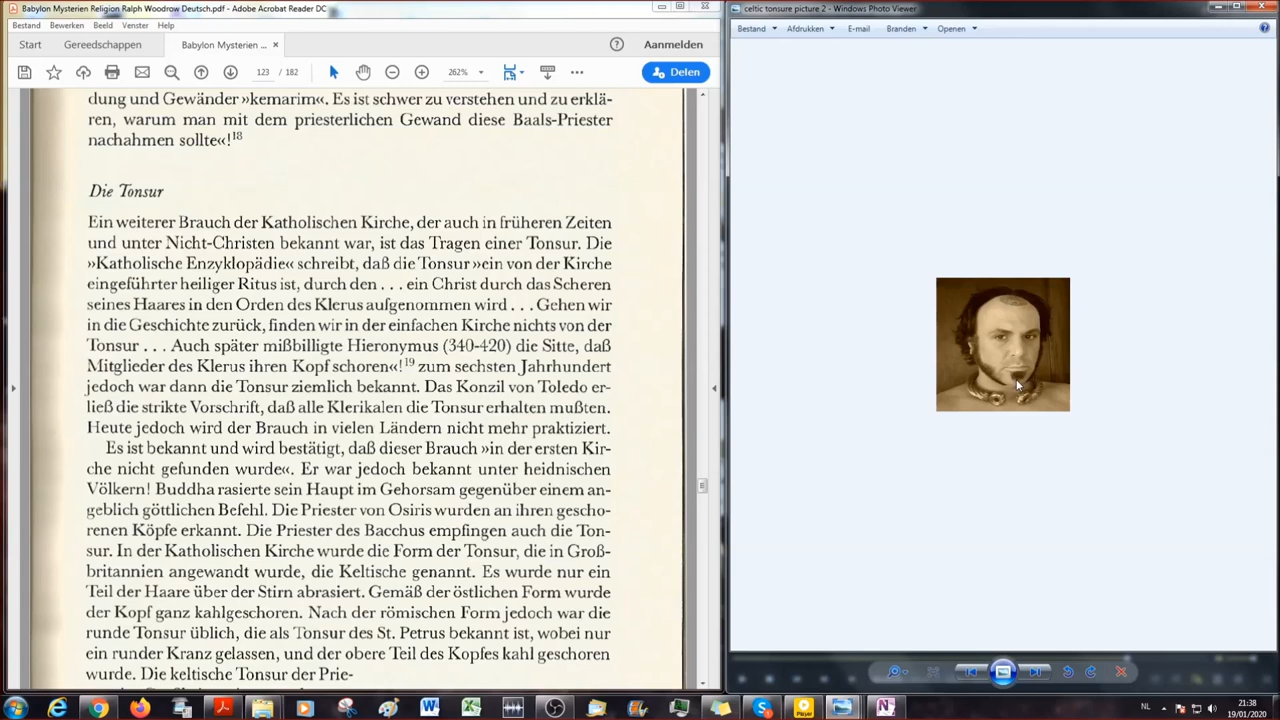 Babylon Mysterien Religion Ralph Woodrow Deutsch.pdf - Adobe Acrobat Reader DC
Bestand Bewerken Beeld Venster Help
Start Gereedschappen Babylon Mysterien ... × Aanmelden
123 / 182 262% Delen
dung und Gewänder »kemarim«. Es ist schwer zu verstehen und zu erklä-
ren, warum man mit dem priesterlichen Gewand diese Baals-Priester
nachahmen sollte«!18
Die Tonsur
Ein weiterer Brauch der Katholischen Kirche, der auch in früheren Zeiten
und unter Nicht-Christen bekannt war, ist das Tragen einer Tonsur. Die
»Katholische Enzyklopädie« schreibt, daß die Tonsur »ein von der Kirche
eingeführter heiliger Ritus ist, durch den . . . ein Christ durch das Scheren
seines Haares in den Orden des Klerus aufgenommen wird . . . Gehen wir
in die Geschichte zurück, finden wir in der einfachen Kirche nichts von der
Tonsur . . . Auch später mißbilligte Hieronymus (340-420) die Sitte, daß
Mitglieder des Klerus ihren Kopf schoren«!19 zum sechsten Jahrhundert
jedoch war dann die Tonsur ziemlich bekannt. Das Konzil von Toledo er-
ließ die strikte Vorschrift, daß alle Klerikalen die Tonsur erhalten mußten.
Heute jedoch wird der Brauch in vielen Ländern nicht mehr praktiziert.
Es ist bekannt und wird bestätigt, daß dieser Brauch »in der ersten Kir-
che nicht gefunden wurde«. Er war jedoch bekannt unter heidnischen
Völkern! Buddha rasierte sein Haupt im Gehorsam gegenüber einem an-
geblich göttlichen Befehl. Die Priester von Osiris wurden an ihren gescho-
renen Köpfe erkannt. Die Priester des Bacchus empfingen auch die Ton-
sur. In der Katholischen Kirche wurde die Form der Tonsur, die in Groß-
britannien angewandt wurde, die Keltische genannt. Es wurde nur ein
Teil der Haare über der Stirn abrasiert. Gemäß der östlichen Form wurde
der Kopf ganz kahlgeschoren. Nach der römischen Form jedoch war die
runde Tonsur üblich, die als Tonsur des St. Petrus bekannt ist, wobei nur
ein runder Kranz gelassen, und der obere Teil des Kopfes kahl geschoren
wurde. Die keltische Tonsur der Prie-
celtic tonsure picture 2 - Windows Photo Viewer
Bestand Afdrukken E-mail Branden Openen
NL 21:38
19/01/2020